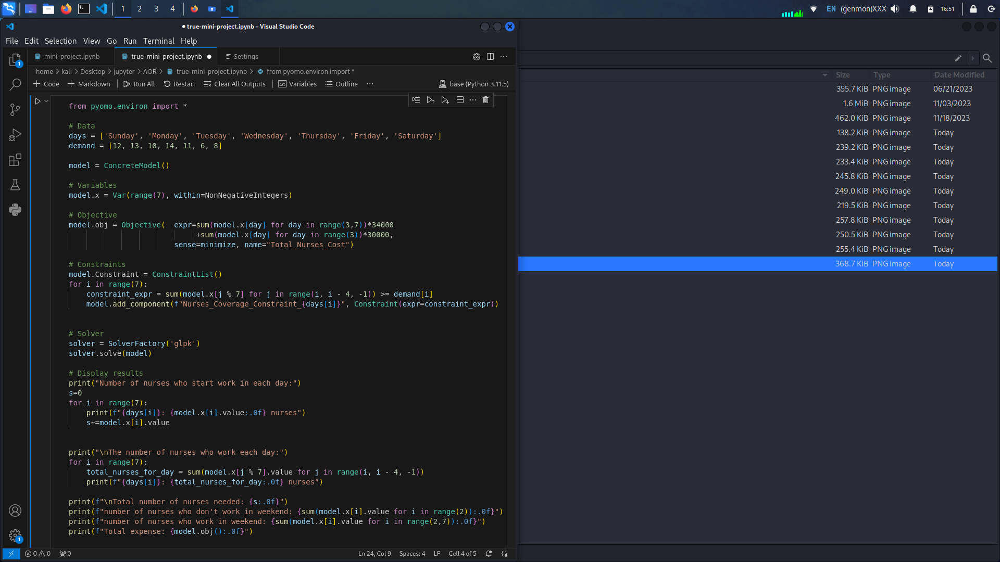 1
2
3
4
EN
(genmon)XXX
16:51
● true-mini-project.ipynb - Visual Studio Code
File Edit Selection View Go Run Terminal Help
mini-project.ipynb
true-mini-project.ipynb
Settings
home > kali > Desktop > jupyter > AOR > true-mini-project.ipynb > from pyomo.environ import *
+ Code + Markdown Run All Restart Clear All Outputs Variables Outline ··· base (Python 3.11.5)
from pyomo.environ import *
# Data
days = ['Sunday', 'Monday', 'Tuesday', 'Wednesday', 'Thursday', 'Friday', 'Saturday']
demand = [12, 13, 10, 14, 11, 6, 8]
model = ConcreteModel()
# Variables
model.x = Var(range(7), within=NonNegativeIntegers)
# Objective
model.obj = Objective(  expr=sum(model.x[day] for day in range(3,7))*34000
+sum(model.x[day] for day in range(3))*30000,
sense=minimize, name="Total_Nurses_Cost")
# Constraints
model.Constraint = ConstraintList()
for i in range(7):
    constraint_expr = sum(model.x[j % 7] for j in range(i, i - 4, -1)) >= demand[i]
    model.add_component(f"Nurses_Coverage_Constraint_{days[i]}", Constraint(expr=constraint_expr))
# Solver
solver = SolverFactory('glpk')
solver.solve(model)
# Display results
print("Number of nurses who start work in each day:")
s=0
for i in range(7):
    print(f"{days[i]}: {model.x[i].value:.0f} nurses")
    s+=model.x[i].value
print("\nThe number of nurses who work each day:")
for i in range(7):
    total_nurses_for_day = sum(model.x[j % 7].value for j in range(i, i - 4, -1))
    print(f"{days[i]}: {total_nurses_for_day:.0f} nurses")
print(f"\nTotal number of nurses needed: {s:.0f}")
print(f"number of nurses who don't work in weekend: {sum(model.x[i].value for i in range(2)):.0f}")
print(f"number of nurses who work in weekend: {sum(model.x[i].value for i in range(2,7)):.0f}")
print(f"Total expense: {model.obj():.0f}")
1
1
0 0 0
Ln 24, Col 9 Spaces: 4 LF Cell 4 of 5
Size Type Date Modified
355.7 KiB PNG image 06/21/2023
1.6 MiB PNG image 11/03/2023
462.0 KiB PNG image 11/18/2023
138.2 KiB PNG image Today
239.2 KiB PNG image Today
233.4 KiB PNG image Today
245.8 KiB PNG image Today
249.0 KiB PNG image Today
219.5 KiB PNG image Today
257.8 KiB PNG image Today
250.5 KiB PNG image Today
255.4 KiB PNG image Today
368.7 KiB PNG image Today